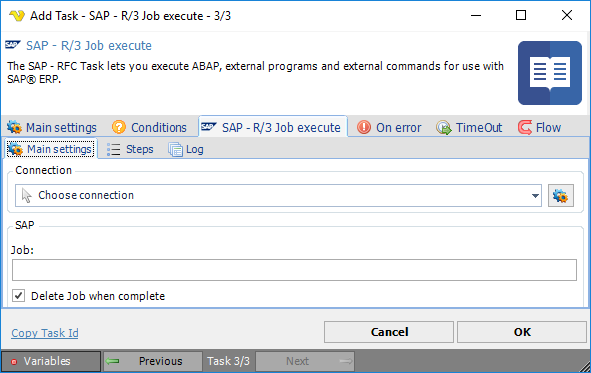 Add Task - SAP - R/3 Job execute - 3/3
SAP SAP - R/3 Job execute
The SAP - RFC Task lets you execute ABAP, external programs and external commands for use with
SAP® ERP.
Main settings Conditions SAP SAP - R/3 Job execute On error TimeOut Flow
Main settings Steps Log
Connection
Choose connection
SAP
Job:
Delete Job when complete
Copy Task Id Cancel OK
Variables Previous Task 3/3 Next